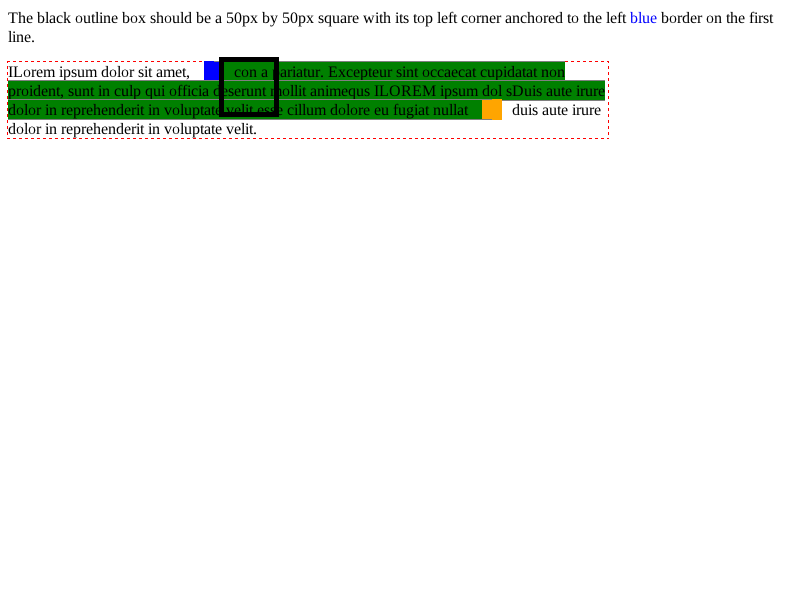 The black outline box should be a 50px by 50px square with its top left corner anchored to the left blue border on the first
line.
ILorem ipsum dolor sit amet, con a pariatur. Excepteur sint occaecat cupidatat non
proident, sunt in culp qui officia deserunt mollit animequs ILOREM ipsum dol sDuis aute irure
dolor in reprehenderit in voluptate velit esse cillum dolore eu fugiat nullat duis aute irure
dolor in reprehenderit in voluptate velit.